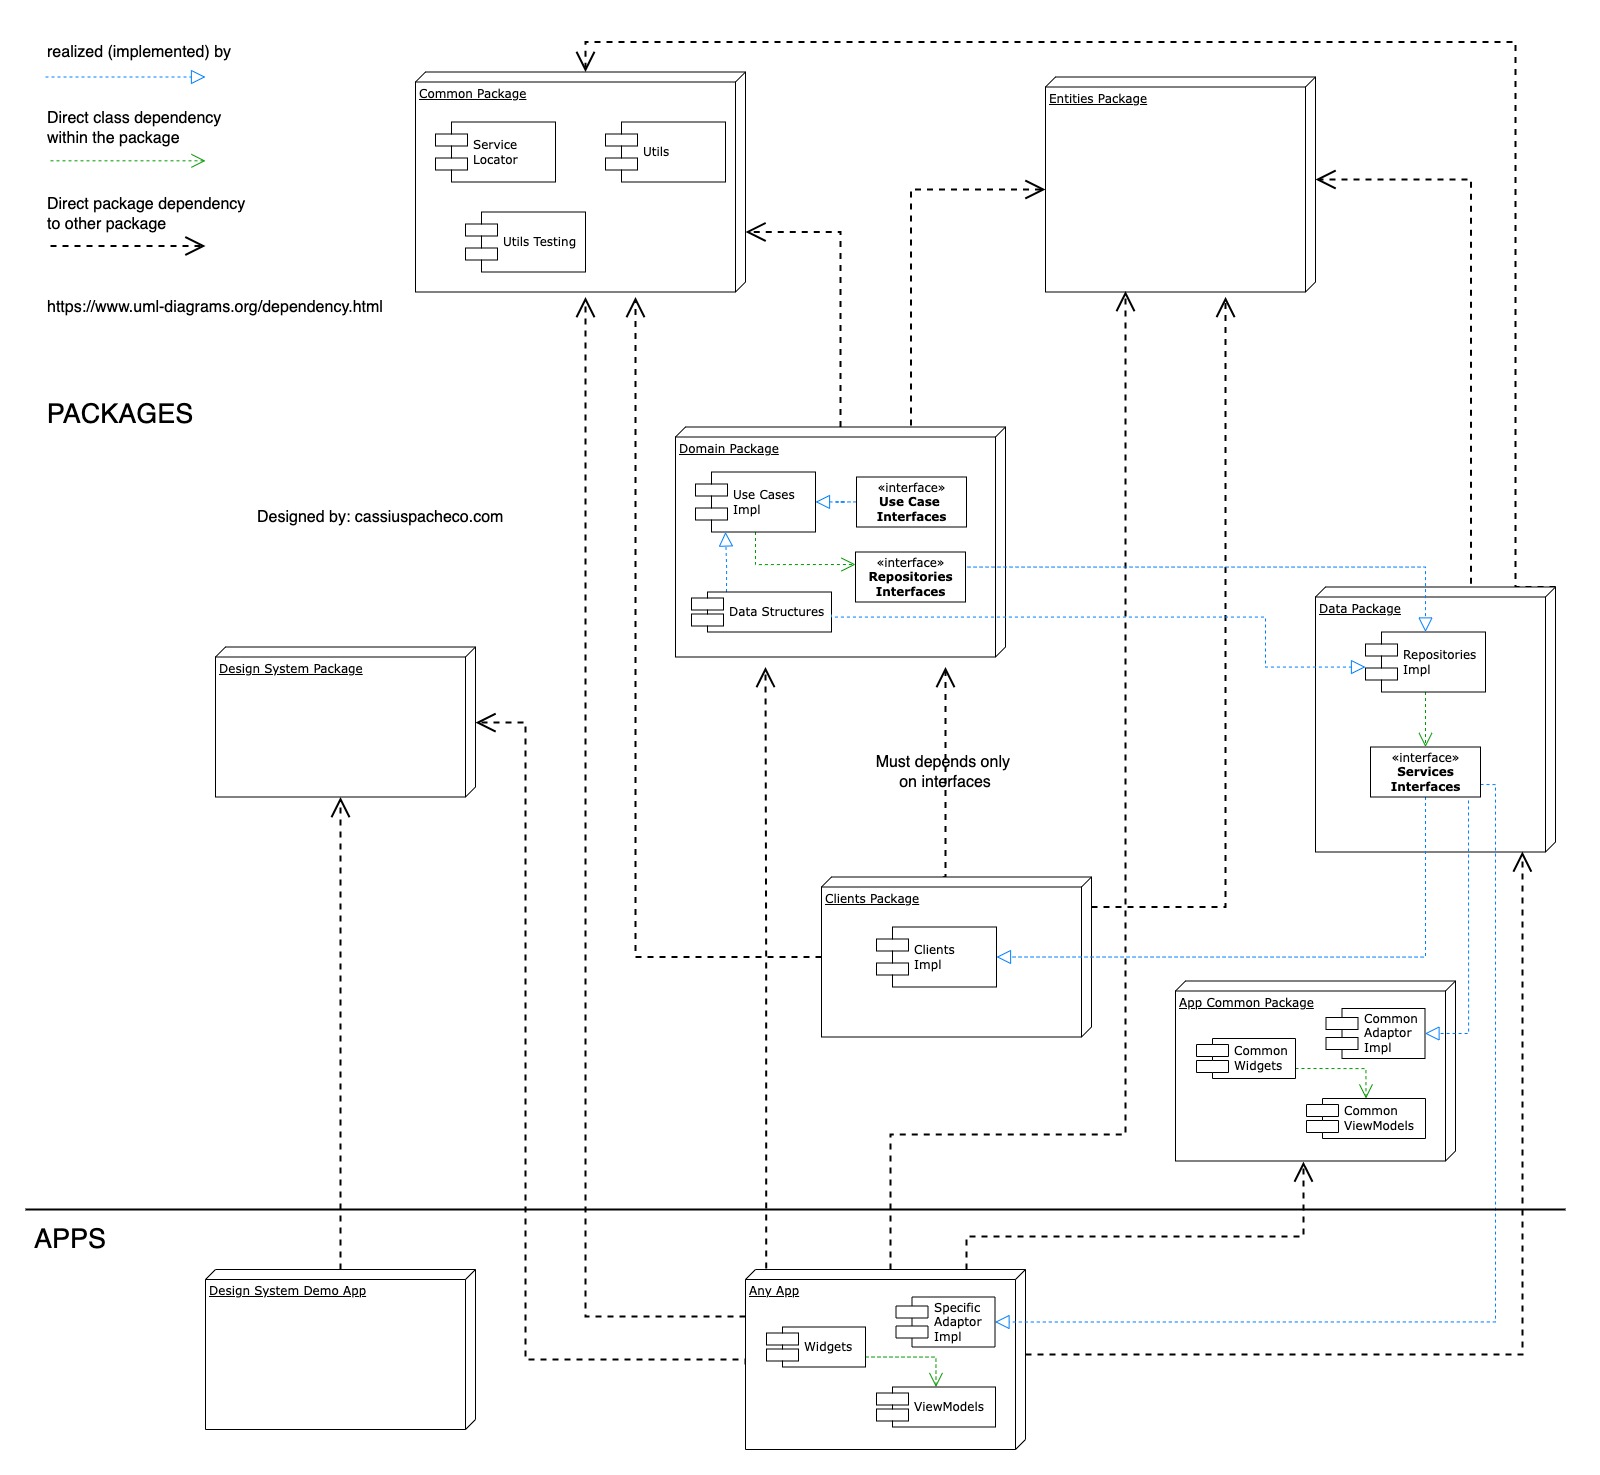 realized (implemented) by
Direct class dependency
within the package
Direct package dependency
to other package
https://www.uml-diagrams.org/dependency.html
Common Package
Service
Locator
Utils
Utils Testing
Entities Package
PACKAGES
Designed by: cassiuspacheco.com
Domain Package
Use Cases
Impl
«interface»
Use Case
Interfaces
«interface»
Repositories
Interfaces
Data Structures
Data Package
Repositories
Impl
«interface»
Services
Interfaces
Design System Package
Must depends only
on interfaces
Clients Package
Clients
Impl
App Common Package
Common
Adaptor
Impl
Common
Widgets
Common
ViewModels
APPS
Design System Demo App
Any App
Specific
Adaptor
Impl
Widgets
ViewModels